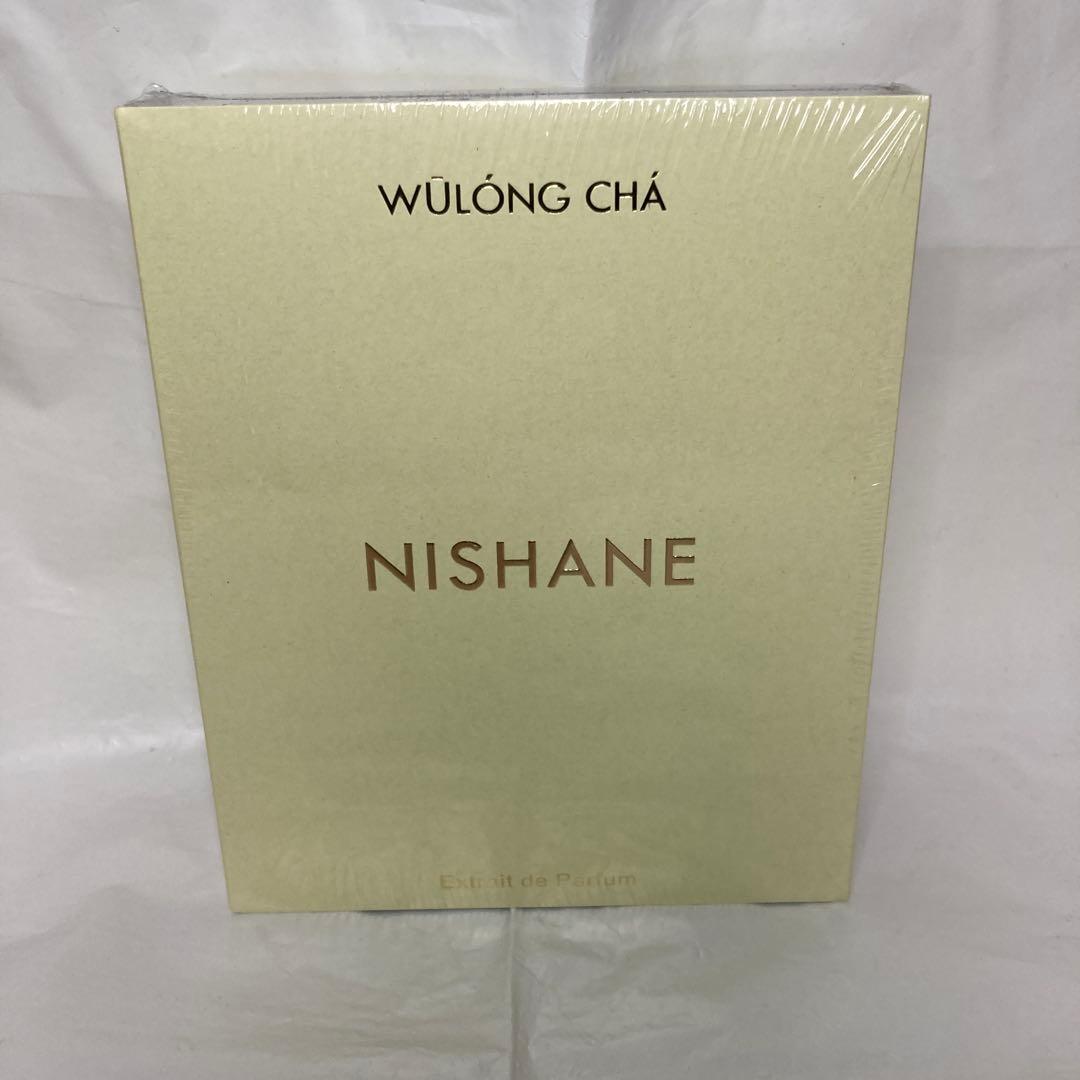 WŪLÓNG CHÁ
NISHANE
Extrait de Parfum